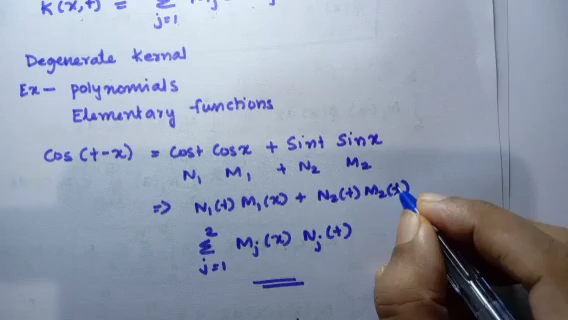 K(x,t) = Σ j=1
Degenerate Kernal
Ex- polynomials
Elementary functions
Cos(t-x) = Cost Cosx + Sint Sinx
N₁ M₁ + N₂ M₂
=> N₁(t) M₁(x) + N₂(t) M₂(x)
2 Σ j=1 Mj(x) Nj(t)